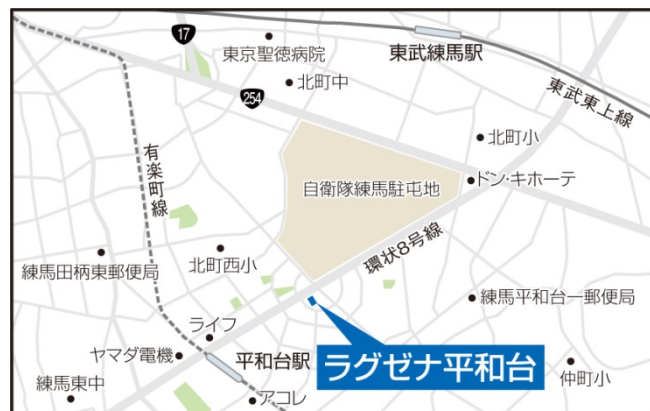 17
東京聖徳病院
東武練馬駅
北町中
254
東武東上線
北町小
有楽町線
自衛隊練馬駐屯地
ドン・キホーテ
環状8号線
練馬田柄東郵便局
北町西小
練馬平和台一郵便局
ライフ
ヤマダ電機
平和台駅
ラグゼナ平和台
仲町小
練馬東中
アコレ